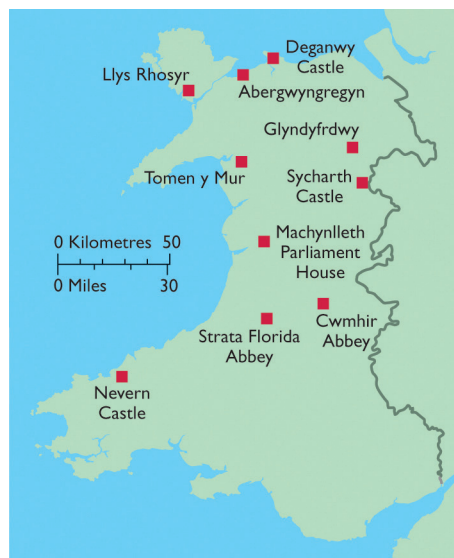 Deganwy
Castle
Llys Rhosyr
Abergwyngregyn
Glyndyfrdwy
Tomen y Mur
Sycharth
Castle
Machynlleth
Parliament
House
0 Kilometres 50
0 Miles 30
Strata Florida
Abbey
Cwmhir
Abbey
Nevern
Castle